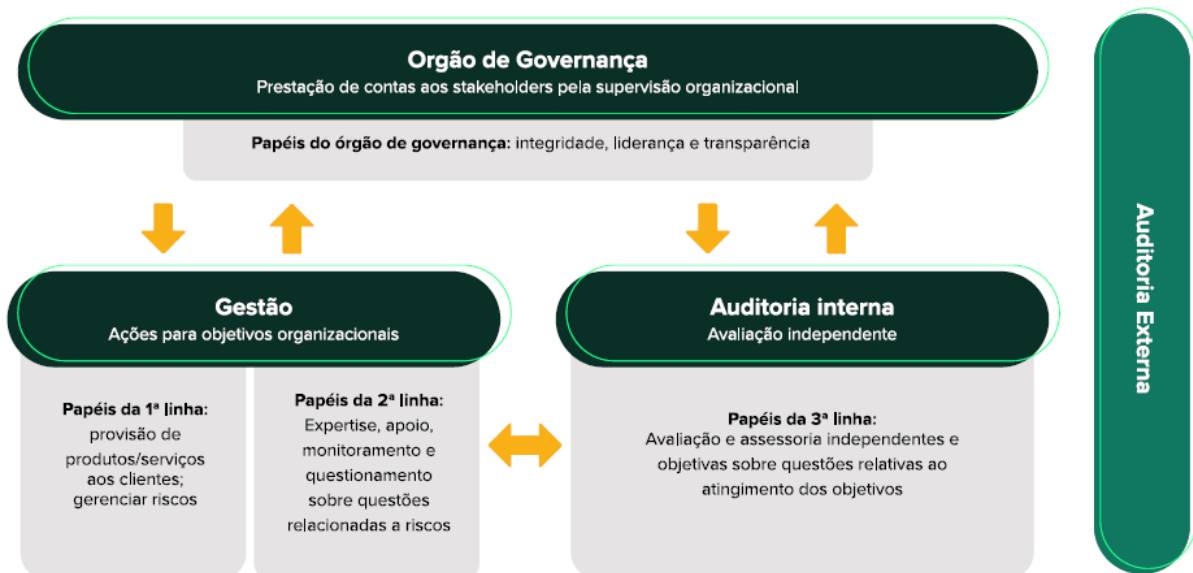 Orgão de Governança
Prestação de contas aos stakeholders pela supervisão organizacional
Papéis do órgão de governança: integridade, liderança e transparência
Gestão
Ações para objetivos organizacionais
Papéis da 1ª linha:
provisão de
produtos/serviços
aos clientes;
gerenciar riscos
Papéis da 2ª linha:
Expertise, apoio,
monitoramento e
questionamento
sobre questões
relacionadas a riscos
Auditoria interna
Avaliação independente
Papéis da 3ª linha:
Avaliação e assessoria independentes e
objetivas sobre questões relativas ao
atingimento dos objetivos
Auditoria Externa